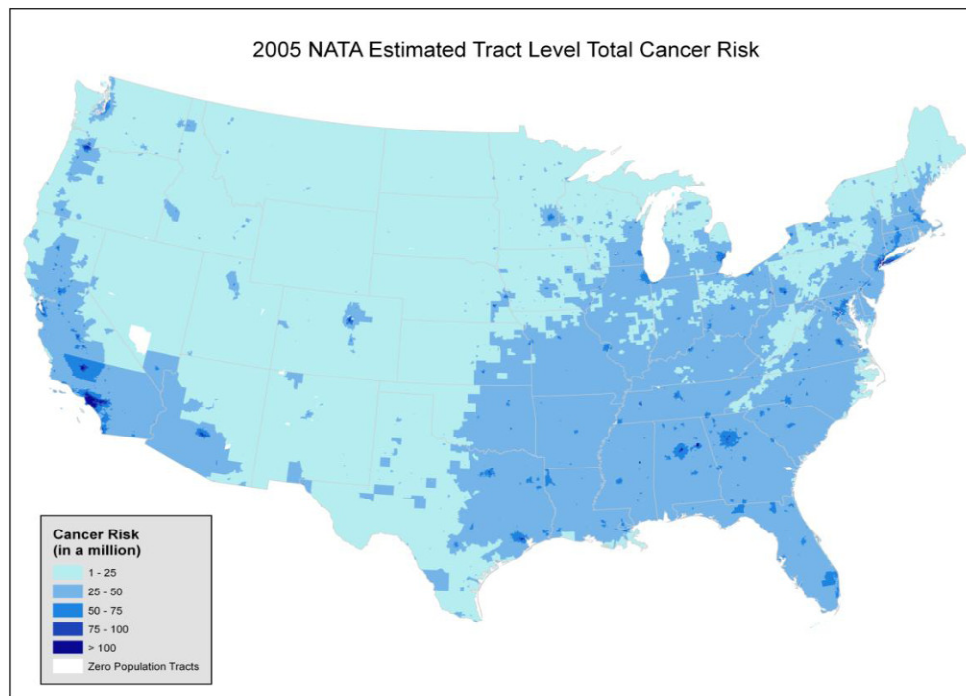 2005 NATA Estimated Tract Level Total Cancer Risk
Cancer Risk
(in a million)
1 - 25
25 - 50
50 - 75
75 - 100
> 100
Zero Population Tracts